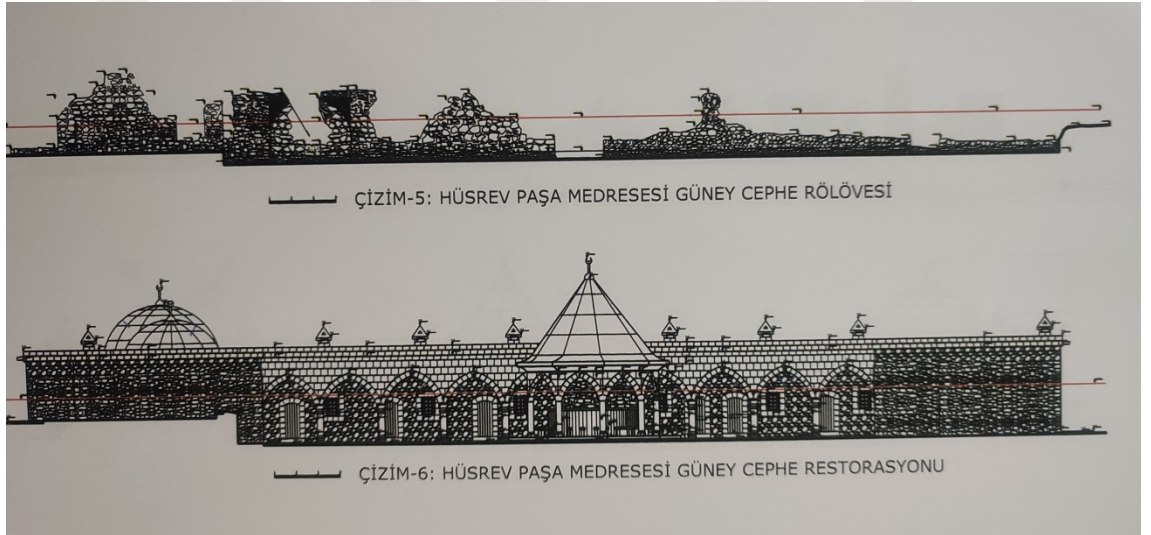 ÇİZİM-5: HÜSREV PAŞA MEDRESESİ GÜNEY CEPHE RÖLÖVESİ
ÇİZİM-6: HÜSREV PAŞA MEDRESESİ GÜNEY CEPHE RESTORASYONU